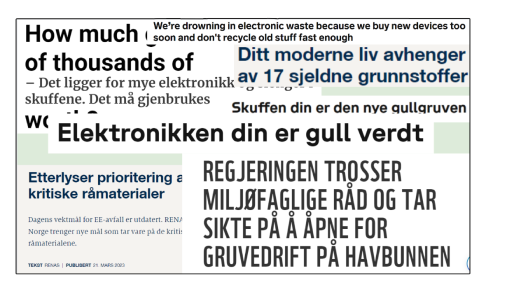 How much
We're drowning in electronic waste because we buy new devices too
soon and don't recycle old stuff fast enough
of thousands of
Ditt moderne liv avhenger
av 17 sjeldne grunnstoffer
– Det ligger for mye elektronikk
skuffene. Det må gjenbrukes
Skuffen din er den nye gullgruven
Elektronikken din er gull verdt
Etterlyser prioritering a
kritiske råmaterialer
Dagens vektmål for EE-avfall er utdatert. RENA
Norge trenger nye mål som tar vare på de kritis
råmaterialene.
TEKST RENAS | PUBLISERT 21. MARS 2023
REGJERINGEN TROSSER
MILJØFAGLIGE RÅD OG TAR
SIKTE PÅ Å ÅPNE FOR
GRUVEDRIFT PÅ HAVBUNNEN